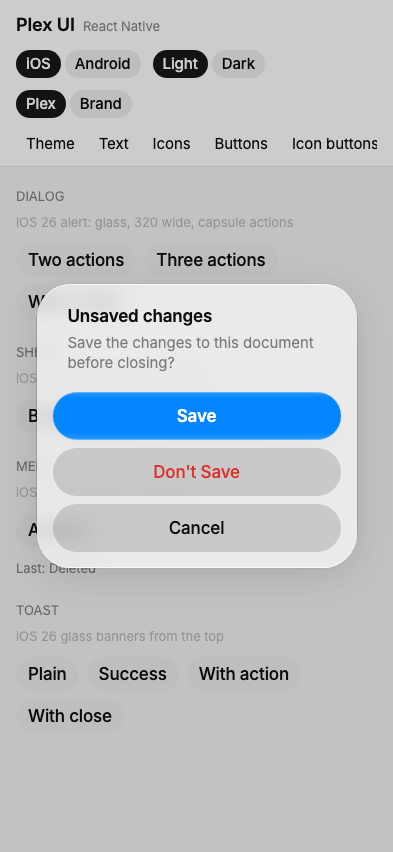 Plex UI React Native
iOS Android Light Dark
Plex Brand
Theme Text Icons Buttons Icon buttons
DIALOG
iOS 26 alert: glass, 320 wide, capsule actions
Two actions Three actions
Unsaved changes
Save the changes to this document
before closing?
Save
Don't Save
Cancel
Last: Deleted
TOAST
iOS 26 glass banners from the top
Plain Success With action
With close